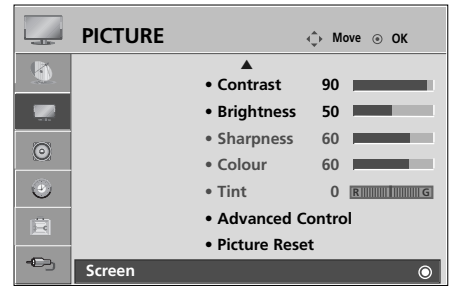 PICTURE Move OK
• Contrast 90
• Brightness 50
• Sharpness 60
• Colour 60
• Tint 0 R G
• Advanced Control
• Picture Reset
Screen